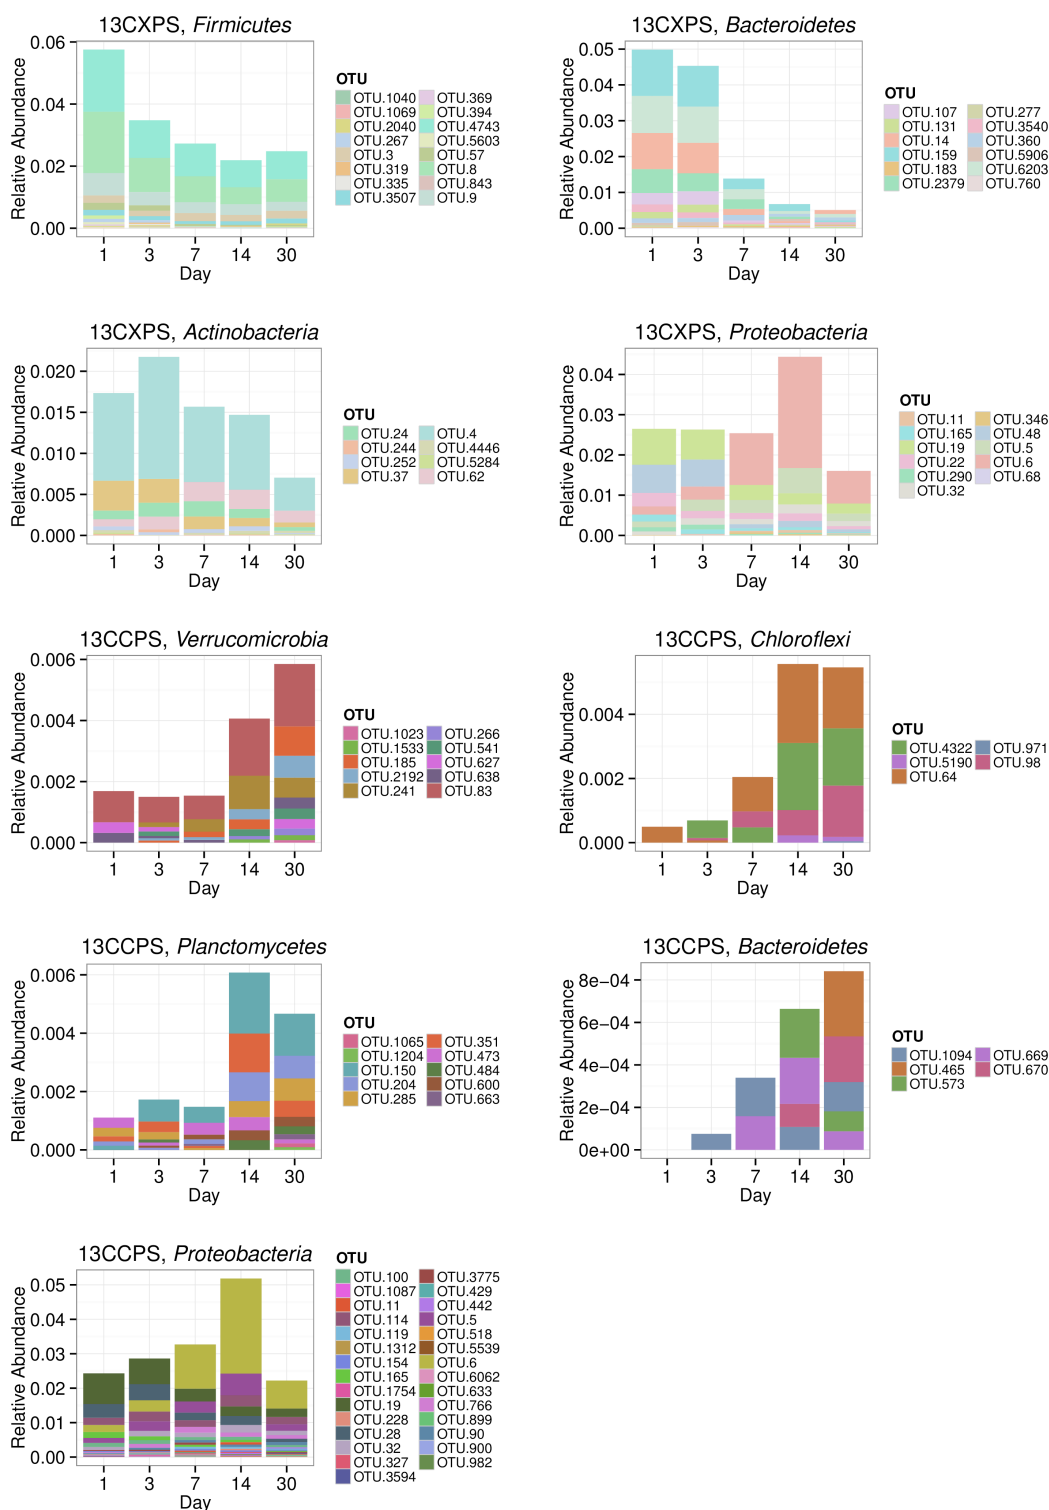 13CXPS, Firmicutes
Relative Abundance
0.06
0.04
0.02
0.00
1 3 7 14 30
Day
OTU
OTU.1040 OTU.369
OTU.1069 OTU.394
OTU.2040 OTU.4743
OTU.267 OTU.5603
OTU.3 OTU.57
OTU.319 OTU.8
OTU.335 OTU.843
OTU.3507 OTU.9
13CXPS, Bacteroidetes
Relative Abundance
0.05
0.04
0.03
0.02
0.01
0.00
1 3 7 14 30
Day
OTU
OTU.107 OTU.277
OTU.131 OTU.3540
OTU.14 OTU.360
OTU.159 OTU.5906
OTU.183 OTU.6203
OTU.2379 OTU.760
13CXPS, Actinobacteria
Relative Abundance
0.020
0.015
0.010
0.005
0.000
1 3 7 14 30
Day
OTU
OTU.24 OTU.4
OTU.244 OTU.4446
OTU.252 OTU.5284
OTU.37 OTU.62
13CXPS, Proteobacteria
Relative Abundance
0.04
0.03
0.02
0.01
0.00
1 3 7 14 30
Day
OTU
OTU.11 OTU.346
OTU.165 OTU.48
OTU.19 OTU.5
OTU.22 OTU.6
OTU.290 OTU.68
OTU.32
13CCPS, Verrucomicrobia
Relative Abundance
0.006
0.004
0.002
0.000
1 3 7 14 30
Day
OTU
OTU.1023 OTU.266
OTU.1533 OTU.541
OTU.185 OTU.627
OTU.2192 OTU.638
OTU.241 OTU.83
13CCPS, Chloroflexi
Relative Abundance
0.004
0.002
0.000
1 3 7 14 30
Day
OTU
OTU.4322 OTU.971
OTU.5190 OTU.98
OTU.64
13CCPS, Planctomycetes
Relative Abundance
0.006
0.004
0.002
0.000
1 3 7 14 30
Day
OTU
OTU.1065 OTU.351
OTU.1204 OTU.473
OTU.150 OTU.484
OTU.204 OTU.600
OTU.285 OTU.663
13CCPS, Bacteroidetes
Relative Abundance
8e−04
6e−04
4e−04
2e−04
0e+00
1 3 7 14 30
Day
OTU
OTU.1094 OTU.669
OTU.465 OTU.670
OTU.573
13CCPS, Proteobacteria
Relative Abundance
0.05
0.04
0.03
0.02
0.01
0.00
1 3 7 14 30
Day
OTU
OTU.100 OTU.3775
OTU.1087 OTU.429
OTU.11 OTU.442
OTU.114 OTU.5
OTU.119 OTU.518
OTU.1312 OTU.5539
OTU.154 OTU.6
OTU.165 OTU.6062
OTU.1754 OTU.633
OTU.19 OTU.766
OTU.228 OTU.899
OTU.28 OTU.90
OTU.32 OTU.900
OTU.327 OTU.982
OTU.3594